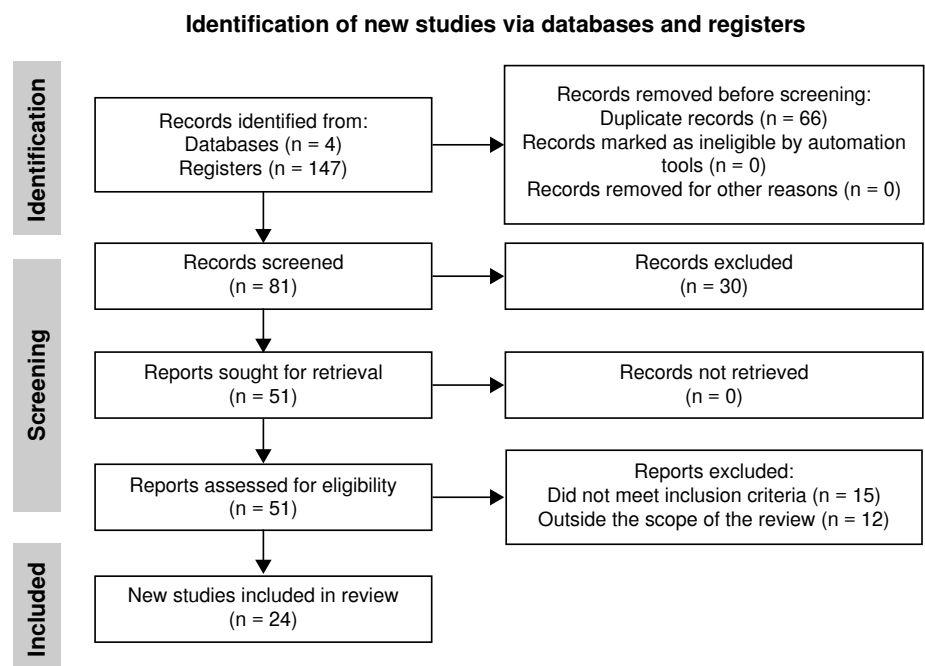 Identification of new studies via databases and registers
Identification
Records identified from:
Databases (n = 4)
Registers (n = 147)
Records removed before screening:
Duplicate records (n = 66)
Records marked as ineligible by automation
tools (n = 0)
Records removed for other reasons (n = 0)
Screening
Records screened
(n = 81)
Records excluded
(n = 30)
Reports sought for retrieval
(n = 51)
Records not retrieved
(n = 0)
Reports assessed for eligibility
(n = 51)
Reports excluded:
Did not meet inclusion criteria (n = 15)
Outside the scope of the review (n = 12)
Included
New studies included in review
(n = 24)